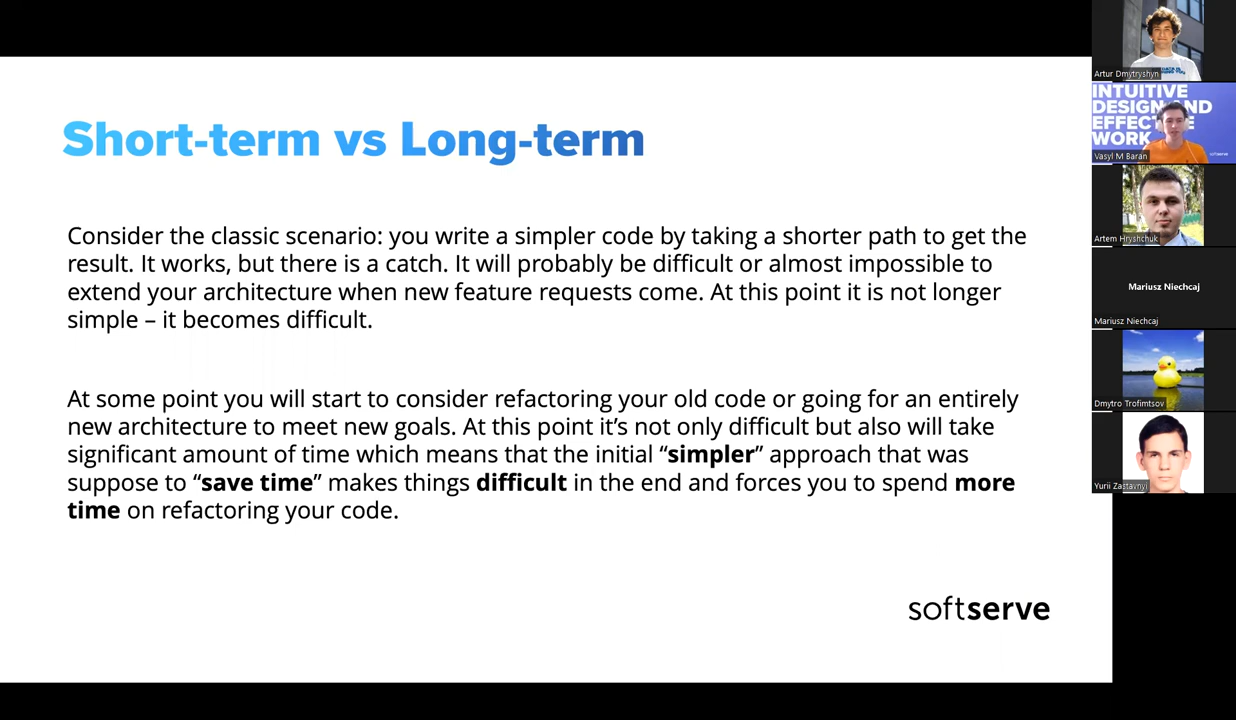 Short-term vs Long-term
Consider the classic scenario: you write a simpler code by taking a shorter path to get the
result. It works, but there is a catch. It will probably be difficult or almost impossible to
extend your architecture when new feature requests come. At this point it is not longer
simple – it becomes difficult.
At some point you will start to consider refactoring your old code or going for an entirely
new architecture to meet new goals. At this point it’s not only difficult but also will take
significant amount of time which means that the initial “simpler” approach that was
suppose to “save time” makes things difficult in the end and forces you to spend more
time on refactoring your code.
softserve
Artur Dmytryshyn
INTUITIVE
DESIGN AND
EFFECTIVE
WORK
softserve
Vasyl M Baran
Artem Hryshchuk
Mariusz Niechcaj
Mariusz Niechcaj
Dmytro Trofimtsov
Yurii Zastavnyi